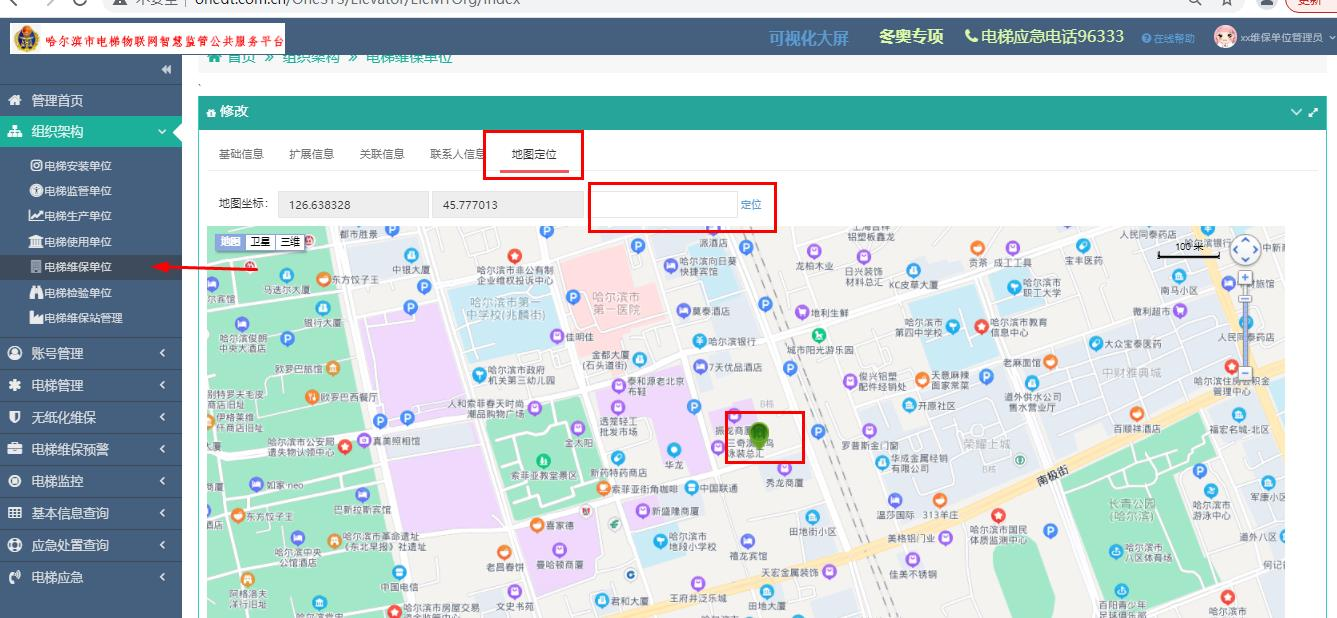 不安全 | onedt.com.cn/OneSTS/Elevator/EleMTOrg/Index
更新
哈尔滨市电梯物联网智慧监管公共服务平台
可视化大屏
冬奥专项
电梯应急电话96333
在线帮助
xx维保单位管理员
首页 » 组织架构 » 电梯维保单位
管理首页
组织架构
电梯安装单位
电梯监管单位
电梯生产单位
电梯使用单位
电梯维保单位
电梯检验单位
电梯维保站管理
账号管理
电梯管理
无纸化维保
电梯维保预警
电梯监控
基本信息查询
应急处置查询
电梯应急
修改
基础信息 扩展信息 关联信息 联系人信息 地图定位
地图坐标: 126.638328 45.777013 定位
地图 卫星 三维
100 米
都市胜景
中银大厦
东方饺子王
马迭尔大厦
银行大厦
哈尔滨俊朗
中央大酒店
欧罗巴旅馆
欧罗巴西餐厅
哈尔滨市公安局
遗失物认领中心
真美照相馆
如家·neo
东方饺子王
巴斯拉斯宾馆
哈尔滨市革命遗址
《东北早报》社遗址
哈尔滨中央
公馆酒店
阿格洛夫
洋行旧址
中国电信
哈尔滨市非公有制
企业维权投诉中心
哈尔滨市第一
中学校(兆麟街)
哈尔滨市
第一医院
佳明佳
金都大厦
(石头道街)
哈尔滨市政府
机关第三幼儿园
人和索菲春天时尚
潮品购物广场
泰和源老北京
布鞋
透笼轻工
批发市场
金太阳
索菲亚教堂景区
新药特药商店
华龙
索菲亚街角咖啡
中国联通
新盛隆商厦
喜家德
老昌春饼
曼哈顿商厦
文史书苑
君和大厦
哈尔滨市
地段小学校
禧龙宾馆
天宏金属装饰
王府井泛乐城
田地大厦
田地街小区
派酒店
哈尔滨向日葵
快捷宾馆
莫泰酒店
哈尔滨银行
7天优品酒店
B栋
秀龙商厦
龙柏木业
日兴装饰
材料总汇
KC皮草大厦
地利生鲜
城市阳光游乐园
俊兴铝塑
配件经销处
天意麻辣
面家常菜
开原社区
罗普斯金门窗
华成金属经销
有限公司
荣耀上城
B栋
南极街
温莎国际
313羊庄
美格铝门业
佳美不锈钢
哈尔滨市国民
体质监测中心
贡茶
成工工具
哈尔滨市
职工大学
哈尔滨市
第四中学校
哈尔滨市教育
信息中心
老麻面馆
道外供水公司
售水营业厅
宝丰医药
人民同泰药店
哈尔滨银行
南马小区
微利超市
大众宝泰医药
中财雅典城
人民同泰药店
哈尔滨住房公积金
管理中心
百顺祥酒店
福宏名城-北区
长青公园
(哈尔滨)
哈尔滨市
游泳中心
军康小区
道外八区
哈尔滨市
八区体育场
百阳青少年
足球俱乐部
哈尔滨市